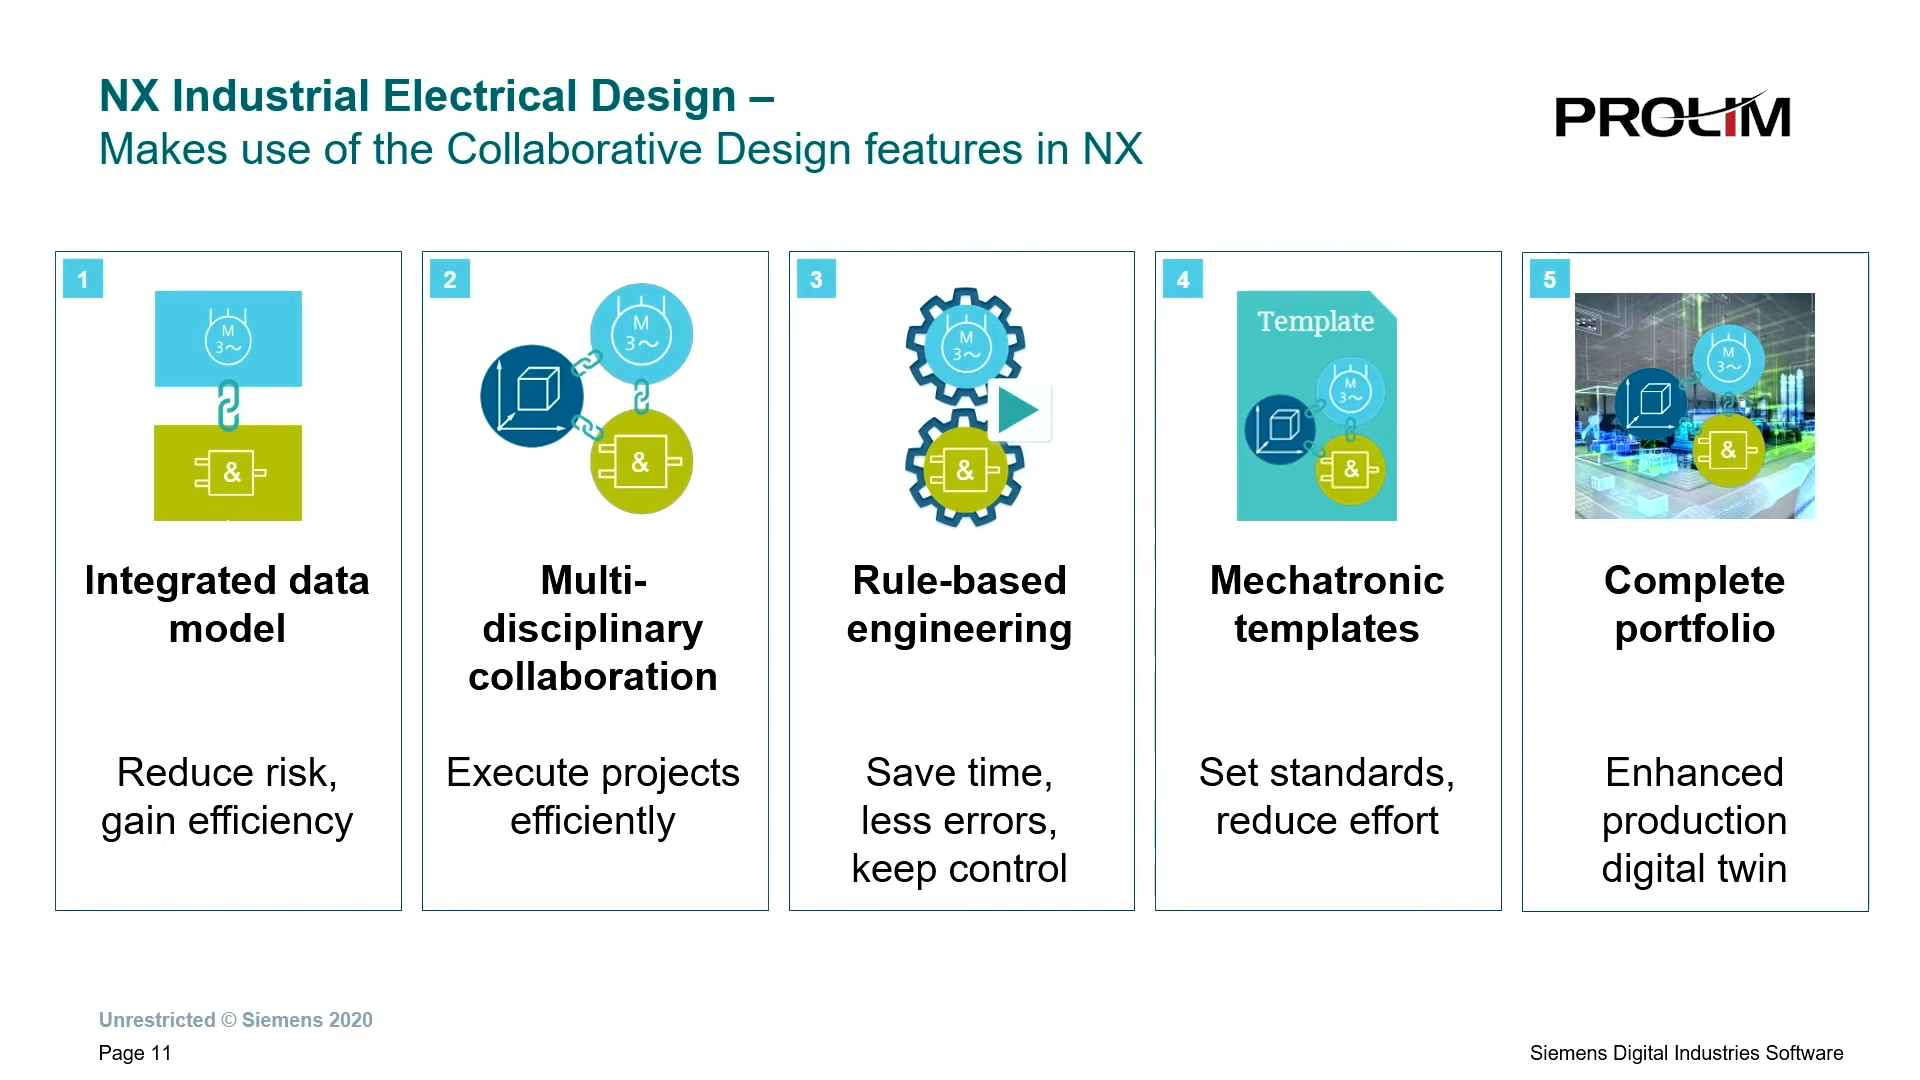 NX Industrial Electrical Design –
Makes use of the Collaborative Design features in NX
PROLIM
1
M
3~
&
Integrated data
model
Reduce risk,
gain efficiency
2
M
3~
&
Multi-
disciplinary
collaboration
Execute projects
efficiently
3
M
3~
&
Rule-based
engineering
Save time,
less errors,
keep control
4
Template
M
3~
&
Mechatronic
templates
Set standards,
reduce effort
5
M
3~
&
Complete
portfolio
Enhanced
production
digital twin
Unrestricted © Siemens 2020
Page 11
Siemens Digital Industries Software